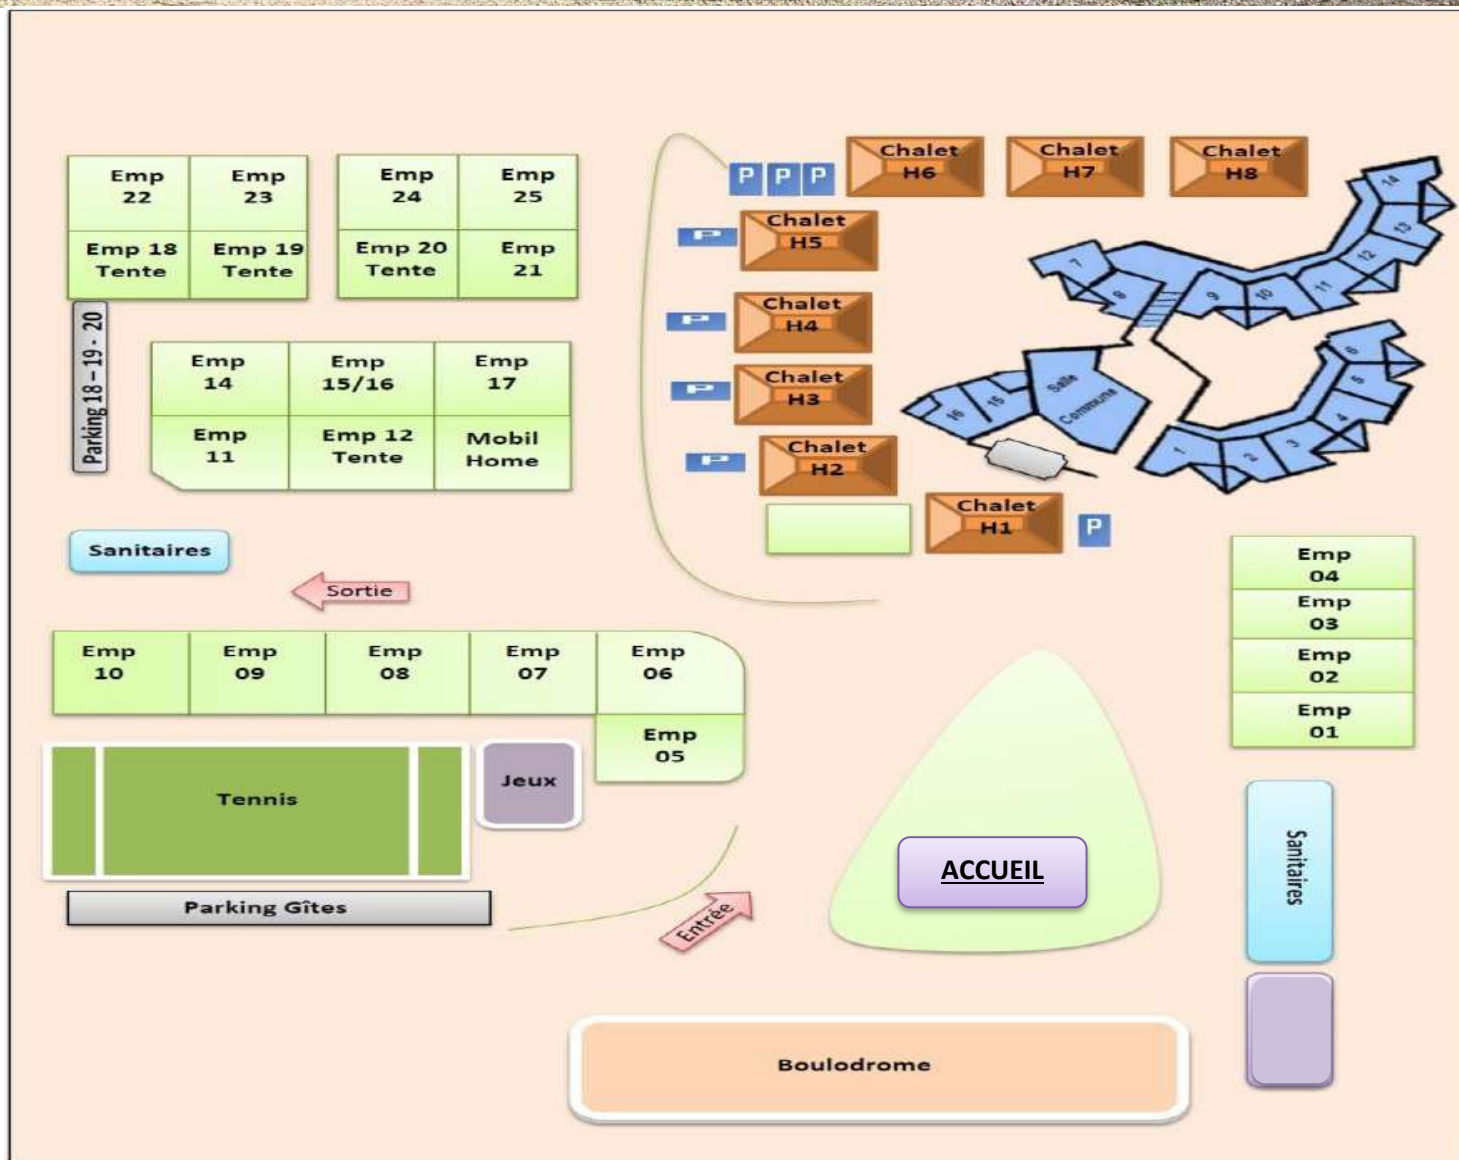 Emp
22
Emp
23
Emp
24
Emp
25
Emp 18
Tente
Emp 19
Tente
Emp 20
Tente
Emp
21
Parking 18 – 19 - 20
Emp
14
Emp
15/16
Emp
17
Emp
11
Emp 12
Tente
Mobil
Home
Sanitaires
Sortie
Emp
10
Emp
09
Emp
08
Emp
07
Emp
06
Emp
05
Tennis
Jeux
Parking Gîtes
Entrée
P
P
P
Chalet
H6
Chalet
H7
Chalet
H8
P
Chalet
H5
P
Chalet
H4
P
Chalet
H3
P
Chalet
H2
Chalet
H1
P
14
13
12
11
10
9
8
7
6
5
4
3
2
1
16
15
Salle
Commune
Emp
04
Emp
03
Emp
02
Emp
01
ACCUEIL
Sanitaires
Boulodrome